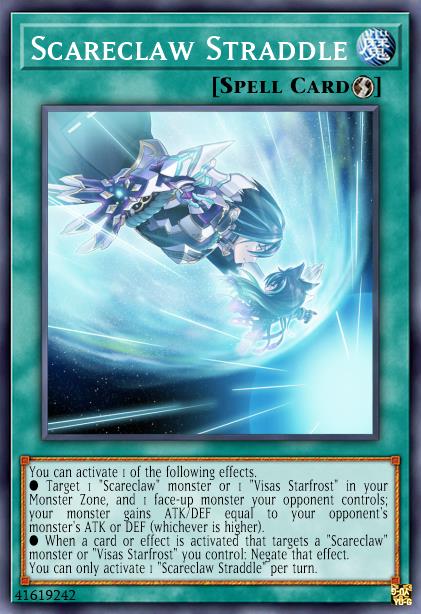 SCARECLAW STRADDLE
魔
[SPELL CARD]
You can activate 1 of the following effects.
● Target 1 "Scareclaw" monster or 1 "Visas Starfrost" in your
Monster Zone, and 1 face-up monster your opponent controls;
your monster gains ATK/DEF equal to your opponent's
monster's ATK or DEF (whichever is higher).
● When a card or effect is activated that targets a "Scareclaw"
monster or "Visas Starfrost" you control: Negate that effect.
You can only activate 1 "Scareclaw Straddle" per turn.
41619242